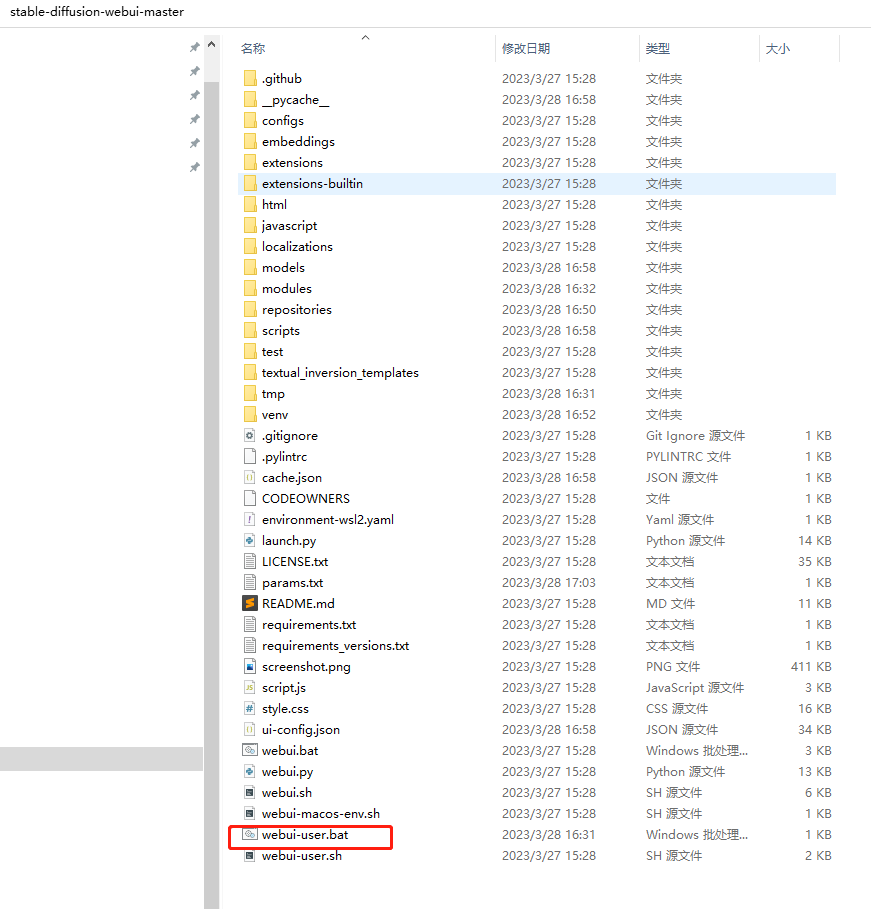 stable-diffusion-webui-master
名称 修改日期 类型 大小
.github 2023/3/27 15:28 文件夹
__pycache__ 2023/3/28 16:58 文件夹
configs 2023/3/27 15:28 文件夹
embeddings 2023/3/27 15:28 文件夹
extensions 2023/3/27 15:28 文件夹
extensions-builtin 2023/3/27 15:28 文件夹
html 2023/3/27 15:28 文件夹
javascript 2023/3/27 15:28 文件夹
localizations 2023/3/27 15:28 文件夹
models 2023/3/28 16:58 文件夹
modules 2023/3/28 16:32 文件夹
repositories 2023/3/28 16:50 文件夹
scripts 2023/3/28 16:58 文件夹
test 2023/3/27 15:28 文件夹
textual_inversion_templates 2023/3/27 15:28 文件夹
tmp 2023/3/28 16:31 文件夹
venv 2023/3/28 16:52 文件夹
.gitignore 2023/3/27 15:28 Git Ignore 源文件 1 KB
.pylintrc 2023/3/27 15:28 PYLINTRC 文件 1 KB
cache.json 2023/3/28 16:58 JSON 源文件 1 KB
CODEOWNERS 2023/3/27 15:28 文件 1 KB
environment-wsl2.yaml 2023/3/27 15:28 Yaml 源文件 1 KB
launch.py 2023/3/27 15:28 Python 源文件 14 KB
LICENSE.txt 2023/3/27 15:28 文本文档 35 KB
params.txt 2023/3/28 17:03 文本文档 1 KB
README.md 2023/3/27 15:28 MD 文件 11 KB
requirements.txt 2023/3/27 15:28 文本文档 1 KB
requirements_versions.txt 2023/3/27 15:28 文本文档 1 KB
screenshot.png 2023/3/27 15:28 PNG 文件 411 KB
script.js 2023/3/27 15:28 JavaScript 源文件 3 KB
style.css 2023/3/27 15:28 CSS 源文件 16 KB
ui-config.json 2023/3/28 16:58 JSON 源文件 34 KB
webui.bat 2023/3/27 15:28 Windows 批处理... 3 KB
webui.py 2023/3/27 15:28 Python 源文件 13 KB
webui.sh 2023/3/27 15:28 SH 源文件 6 KB
webui-macos-env.sh 2023/3/27 15:28 SH 源文件 1 KB
webui-user.bat 2023/3/28 16:31 Windows 批处理... 1 KB
webui-user.sh 2023/3/27 15:28 SH 源文件 2 KB